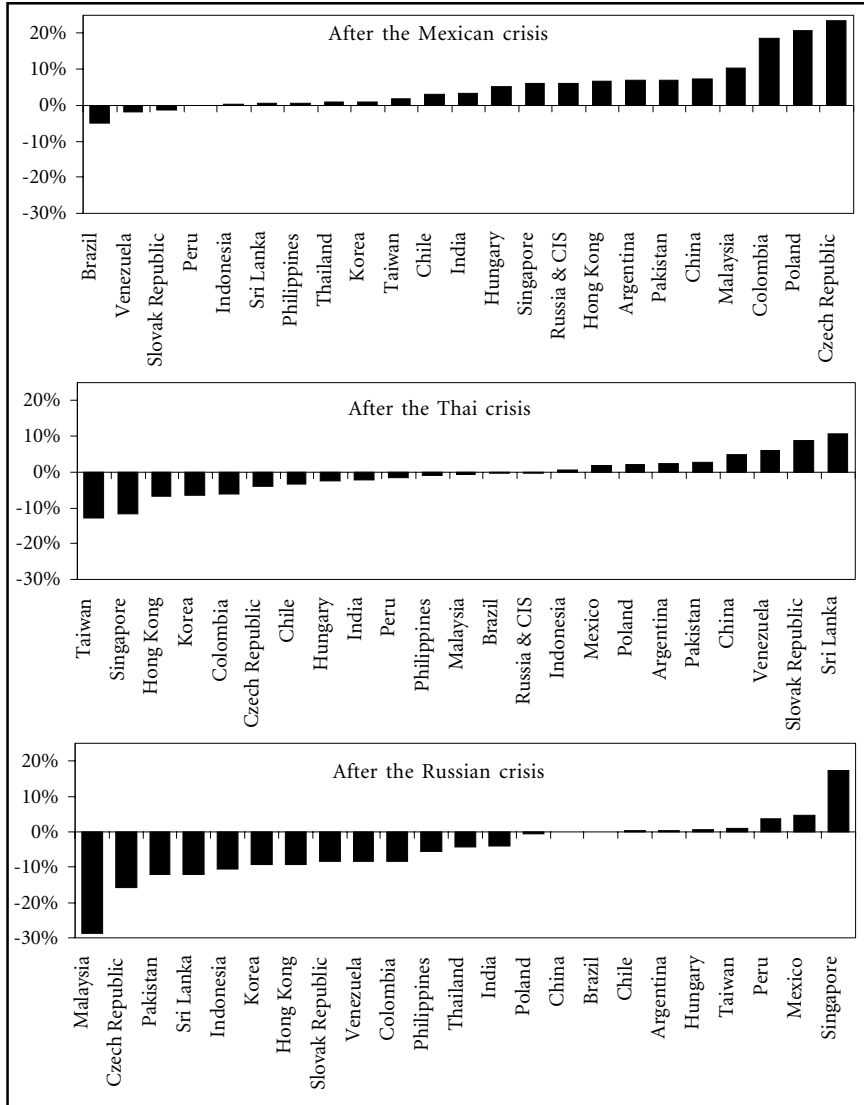 After the Mexican crisis
20%
10%
0%
-10%
-20%
-30%
Brazil
Venezuela
Slovak Republic
Peru
Indonesia
Sri Lanka
Philippines
Thailand
Korea
Taiwan
Chile
India
Hungary
Singapore
Russia & CIS
Hong Kong
Argentina
Pakistan
China
Malaysia
Colombia
Poland
Czech Republic
After the Thai crisis
20%
10%
0%
-10%
-20%
-30%
Taiwan
Singapore
Hong Kong
Korea
Colombia
Czech Republic
Chile
Hungary
India
Peru
Philippines
Malaysia
Brazil
Russia & CIS
Indonesia
Mexico
Poland
Argentina
Pakistan
China
Venezuela
Slovak Republic
Sri Lanka
After the Russian crisis
20%
10%
0%
-10%
-20%
-30%
Malaysia
Czech Republic
Pakistan
Sri Lanka
Indonesia
Korea
Hong Kong
Slovak Republic
Venezuela
Colombia
Philippines
Thailand
India
Poland
China
Brazil
Chile
Argentina
Hungary
Taiwan
Peru
Mexico
Singapore